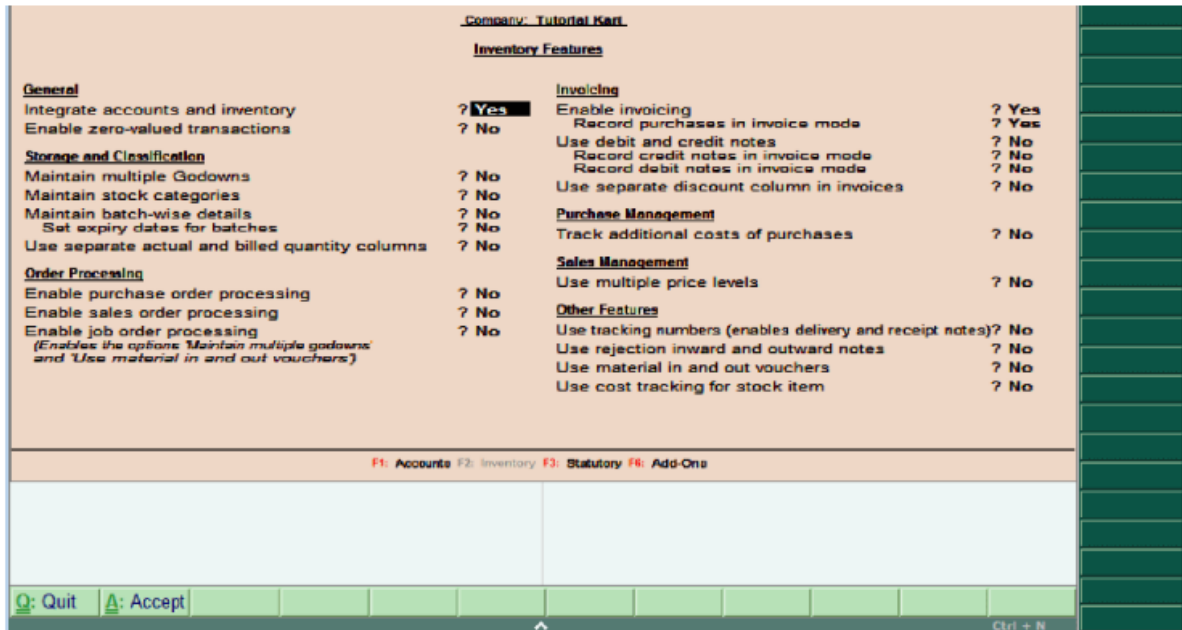 Company: Tutorial Kart
Inventory Features
General
Integrate accounts and inventory ? Yes
Enable zero-valued transactions ? No
Storage and Classification
Maintain multiple Godowns ? No
Maintain stock categories ? No
Maintain batch-wise details ? No
Set expiry dates for batches ? No
Use separate actual and billed quantity columns ? No
Order Processing
Enable purchase order processing ? No
Enable sales order processing ? No
Enable job order processing ? No
(Enables the options 'Maintain multiple godowns'
and 'Use material in and out vouchers')
Invoicing
Enable invoicing ? Yes
Record purchases in invoice mode ? Yes
Use debit and credit notes ? No
Record credit notes in invoice mode ? No
Record debit notes in invoice mode ? No
Use separate discount column in invoices ? No
Purchase Management
Track additional costs of purchases ? No
Sales Management
Use multiple price levels ? No
Other Features
Use tracking numbers (enables delivery and receipt notes)? No
Use rejection inward and outward notes ? No
Use material in and out vouchers ? No
Use cost tracking for stock item ? No
F1: Accounts F2: Inventory F3: Statutory F6: Add-Ons
Q: Quit A: Accept
Ctrl + N